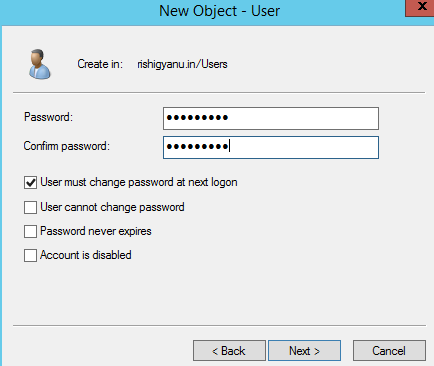 New Object - User
x
Create in: rishigyanu.in/Users
Password: ●●●●●●●●●
Confirm password: ●●●●●●●●●
User must change password at next logon
User cannot change password
Password never expires
Account is disabled
< Back Next > Cancel